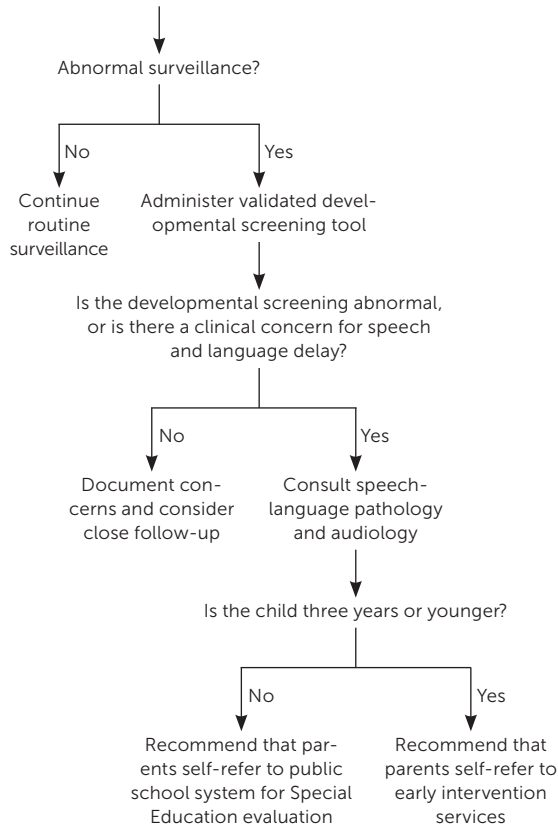 Abnormal surveillance?
No
Yes
Continue
routine
surveillance
Administer validated devel-
opmental screening tool
Is the developmental screening abnormal,
or is there a clinical concern for speech
and language delay?
No
Yes
Document con-
cerns and consider
close follow-up
Consult speech-
language pathology
and audiology
Is the child three years or younger?
No
Yes
Recommend that par-
ents self-refer to public
school system for Special
Education evaluation
Recommend that
parents self-refer to
early intervention
services